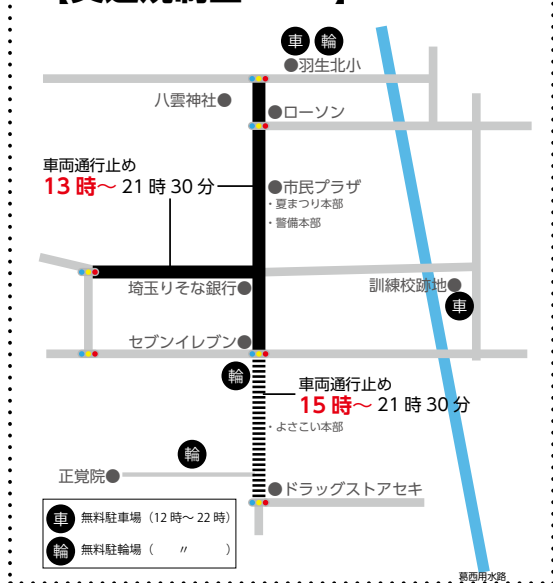 車 輪
●羽生北小
八雲神社●
●ローソン
車両通行止め
13時～21時30分
●市民プラザ
・夏まつり本部
・警備本部
埼玉りそな銀行●
訓練校跡地●
車
セブンイレブン●
輪
車両通行止め
15時～21時30分
・よさこい本部
輪
正覚院●
●ドラッグストアセキ
車 無料駐車場（12時～22時）
輪 無料駐輪場（ 〃 ）
葛西用水路